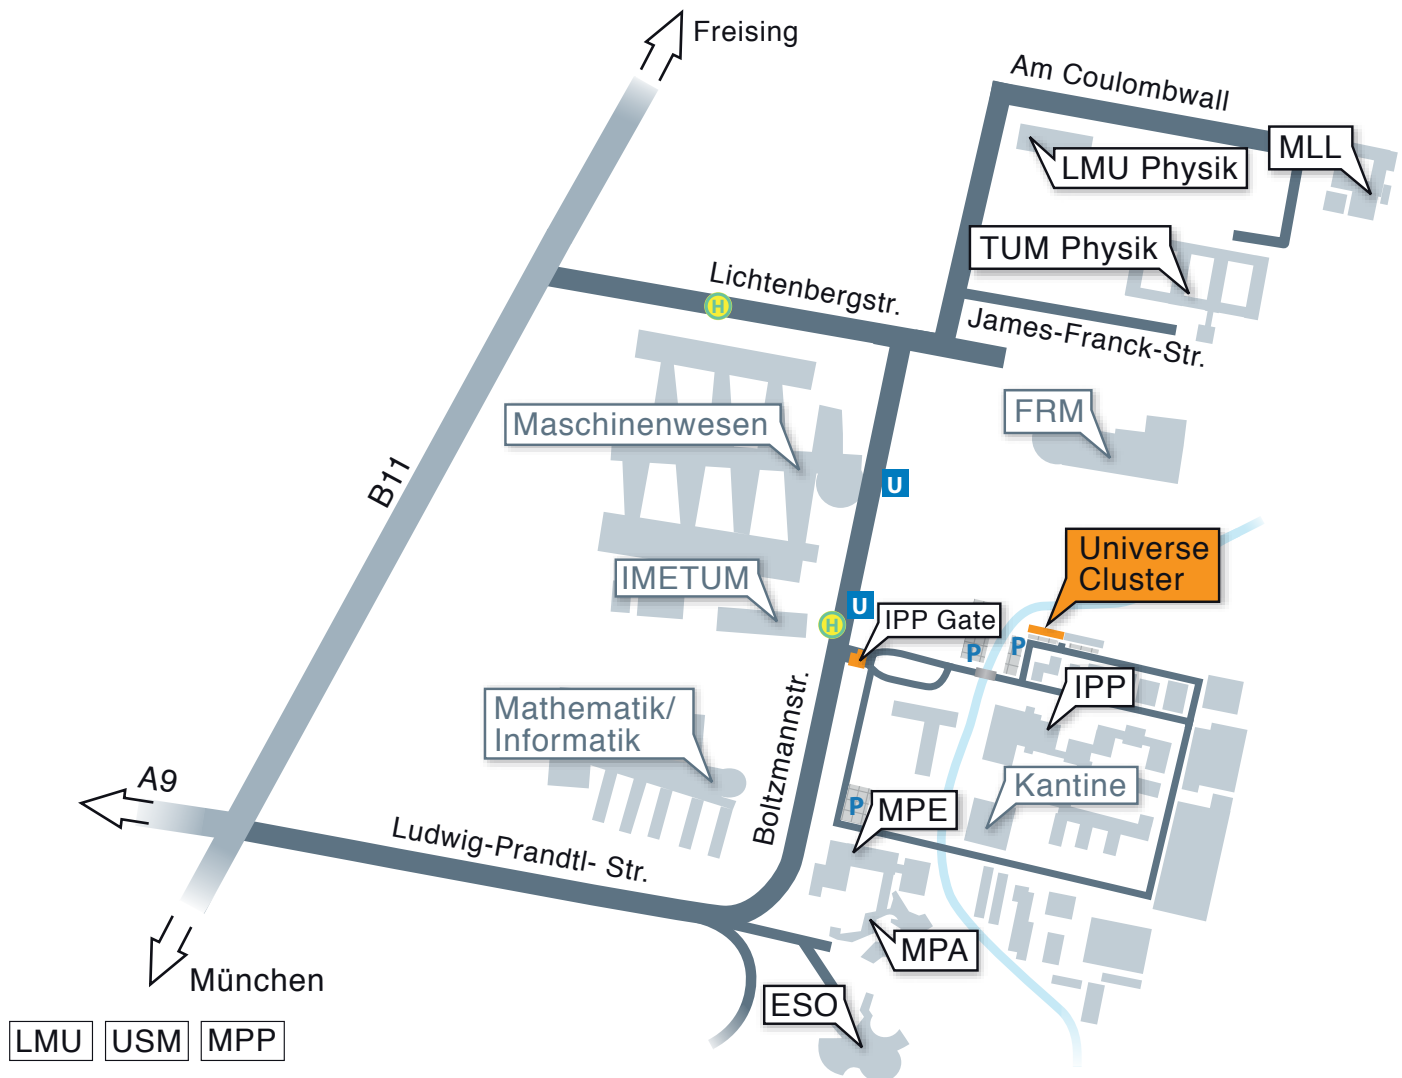 Freising
Am Coulombwall
MLL
LMU Physik
TUM Physik
Lichtenbergstr.
H
James-Franck-Str.
Maschinenwesen
FRM
B11
U
Universe
Cluster
IMETUM
U
IPP Gate
H
P
P
IPP
Mathematik/
Informatik
Boltzmannstr.
A9
Kantine
P
MPE
Ludwig-Prandtl- Str.
MPA
München
ESO
LMU
USM
MPP